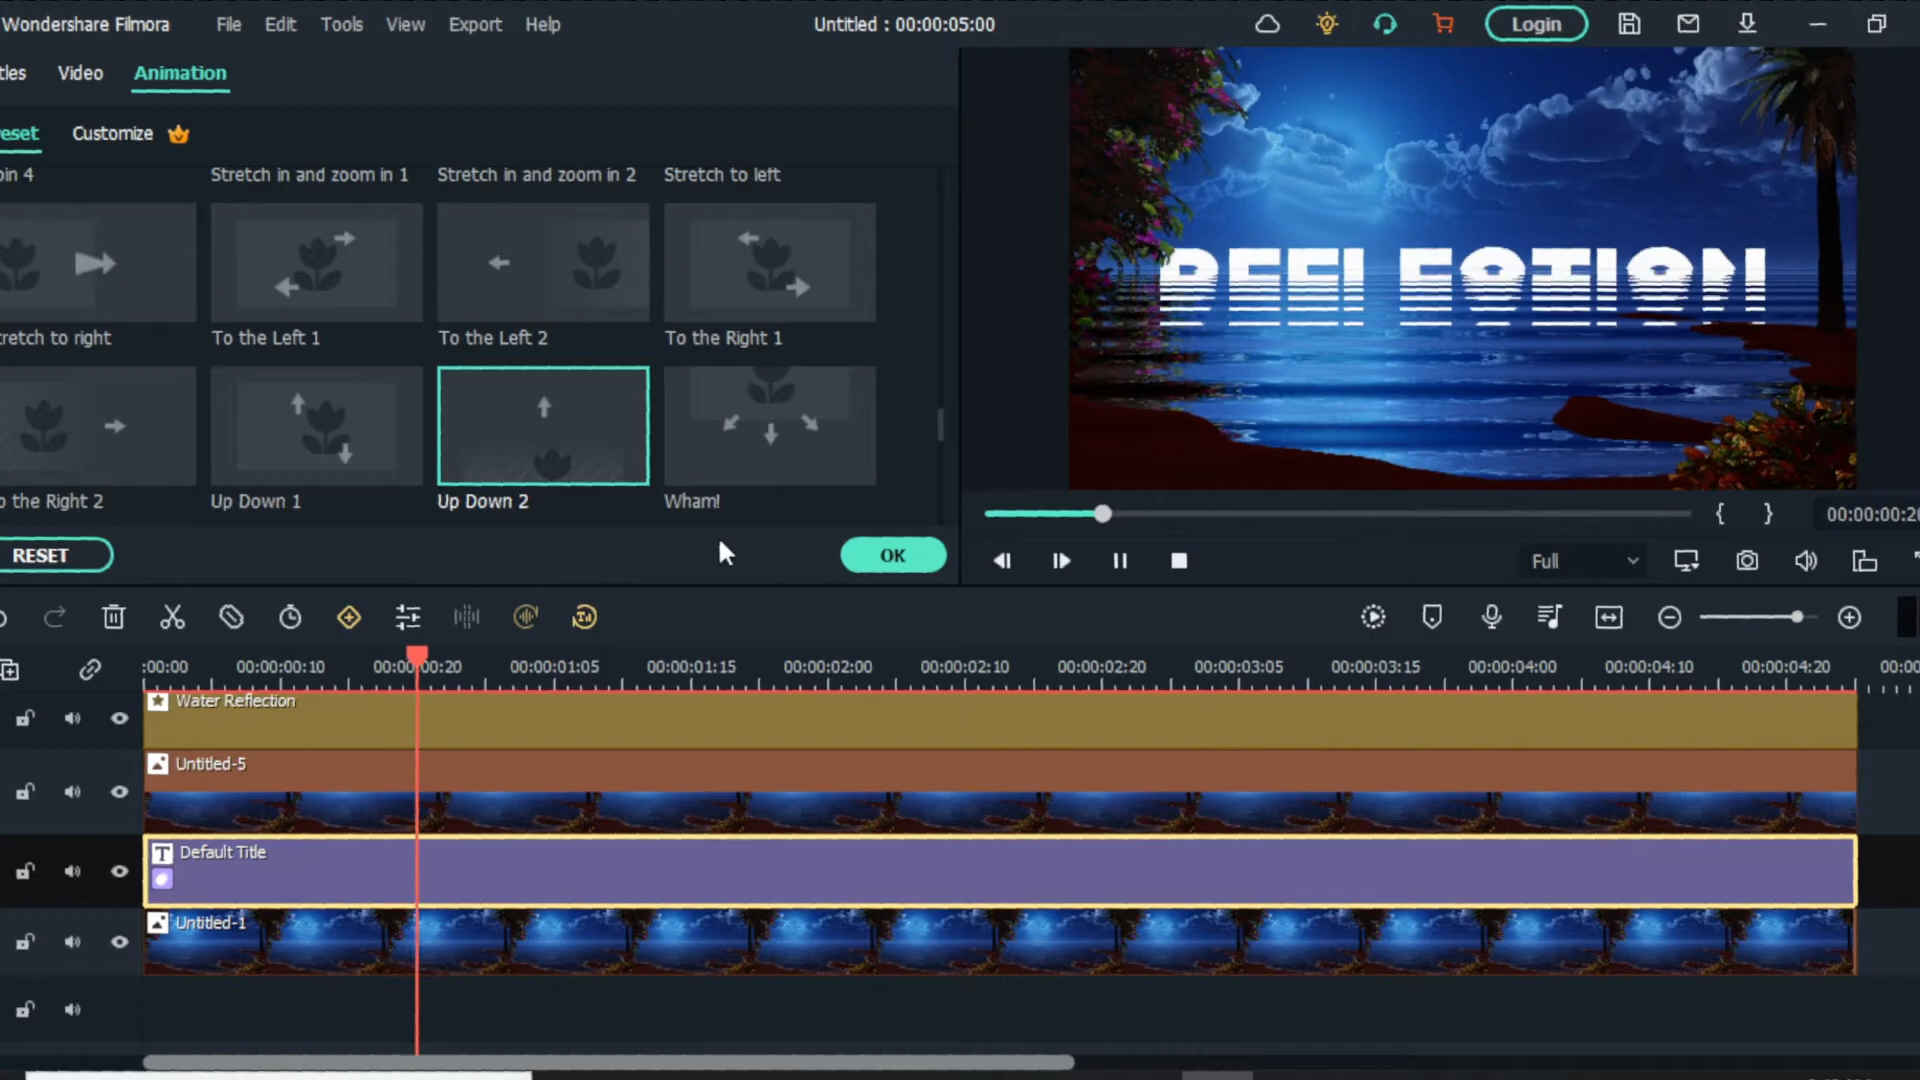 Wondershare Filmora File Edit Tools View Export Help Untitled : 00:00:05:00 Login
tles Video Animation
eset Customize
pin 4 Stretch in and zoom in 1 Stretch in and zoom in 2 Stretch to left
tretch to right To the Left 1 To the Left 2 To the Right 1
o the Right 2 Up Down 1 Up Down 2 Wham!
RESET OK
REFLECTION
{ } 00:00:00:20
Full
:00:00 00:00:00:10 00:00:00:20 00:00:01:05 00:00:01:15 00:00:02:00 00:00:02:10 00:00:02:20 00:00:03:05 00:00:03:15 00:00:04:00 00:00:04:10 00:00:04:20 00:00
Water Reflection
Untitled-5
T Default Title
Untitled-1